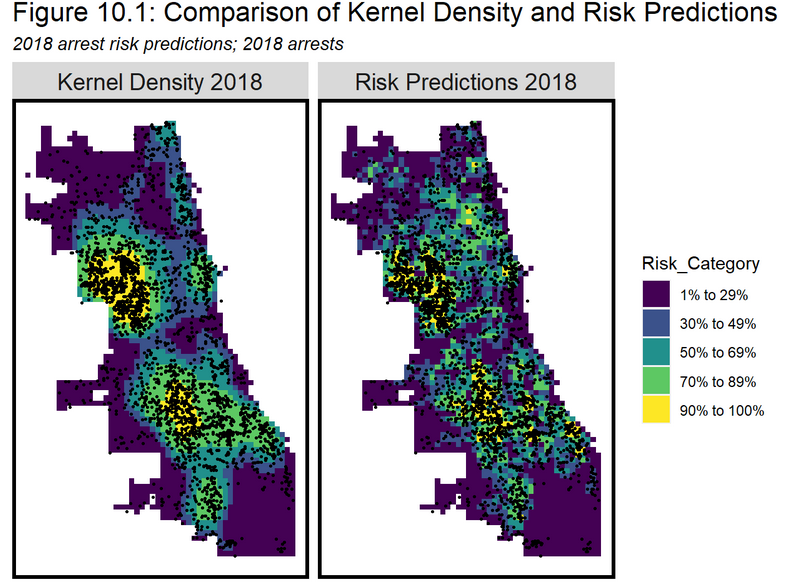 Figure 10.1: Comparison of Kernel Density and Risk Predictions
2018 arrest risk predictions; 2018 arrests
Kernel Density 2018
Risk Predictions 2018
Risk_Category
1% to 29%
30% to 49%
50% to 69%
70% to 89%
90% to 100%